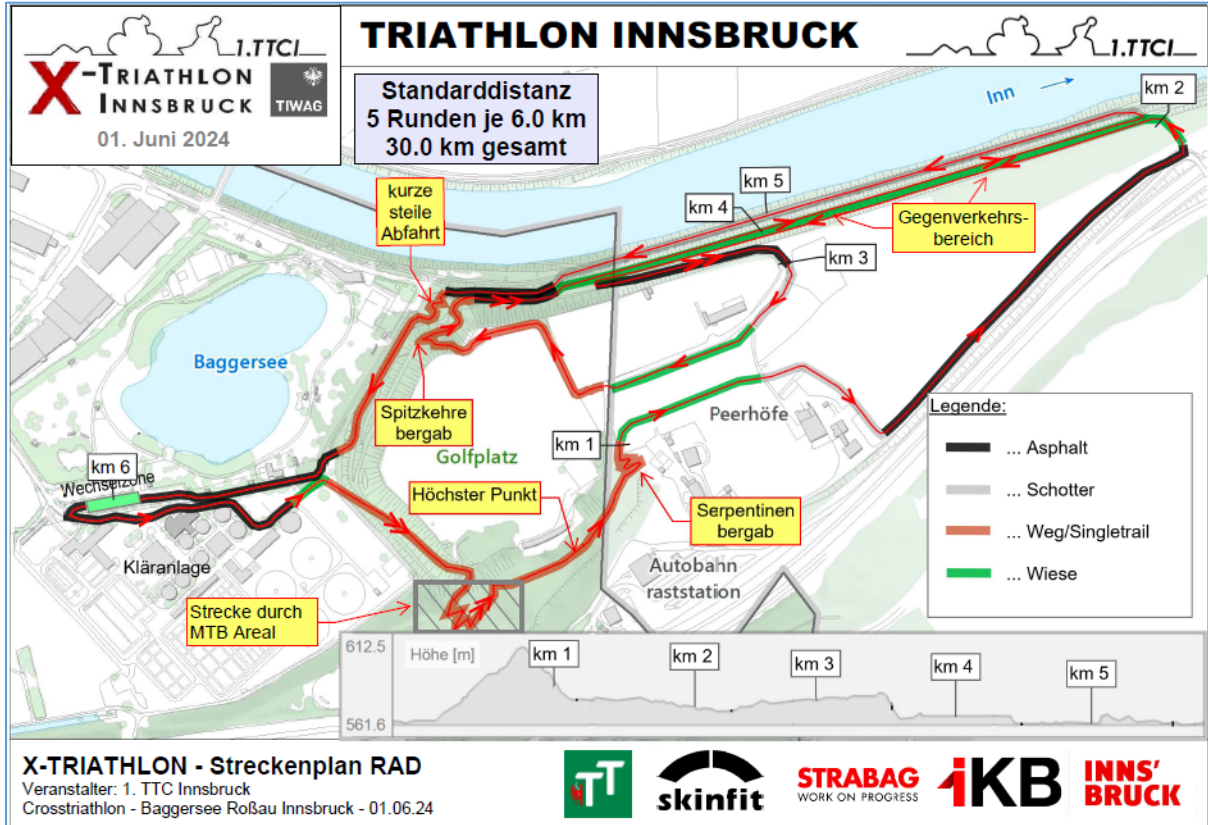 1.TTCI
X-TRIATHLON
INNSBRUCK
TIWAG
01. Juni 2024
TRIATHLON INNSBRUCK
1.TTCI
Standarddistanz
5 Runden je 6.0 km
30.0 km gesamt
Inn
km 2
kurze
steile
Abfahrt
km 5
km 4
Gegenverkehrs-
bereich
km 3
Baggersee
Spitzkehre
bergab
Peerhöfe
km 1
Golfplatz
km 6
Wechselzone
Höchster Punkt
Serpentinen
bergab
Kläranlage
Autobahn
raststation
Strecke durch
MTB Areal
Legende:
... Asphalt
... Schotter
... Weg/Singletrail
... Wiese
612.5
Höhe [m]
km 1
km 2
km 3
km 4
km 5
561.6
X-TRIATHLON - Streckenplan RAD
Veranstalter: 1. TTC Innsbruck
Crosstriathlon - Baggersee Roßau Innsbruck - 01.06.24
TT
skinfit
STRABAG
WORK ON PROGRESS
iKB
INNS'
BRUCK